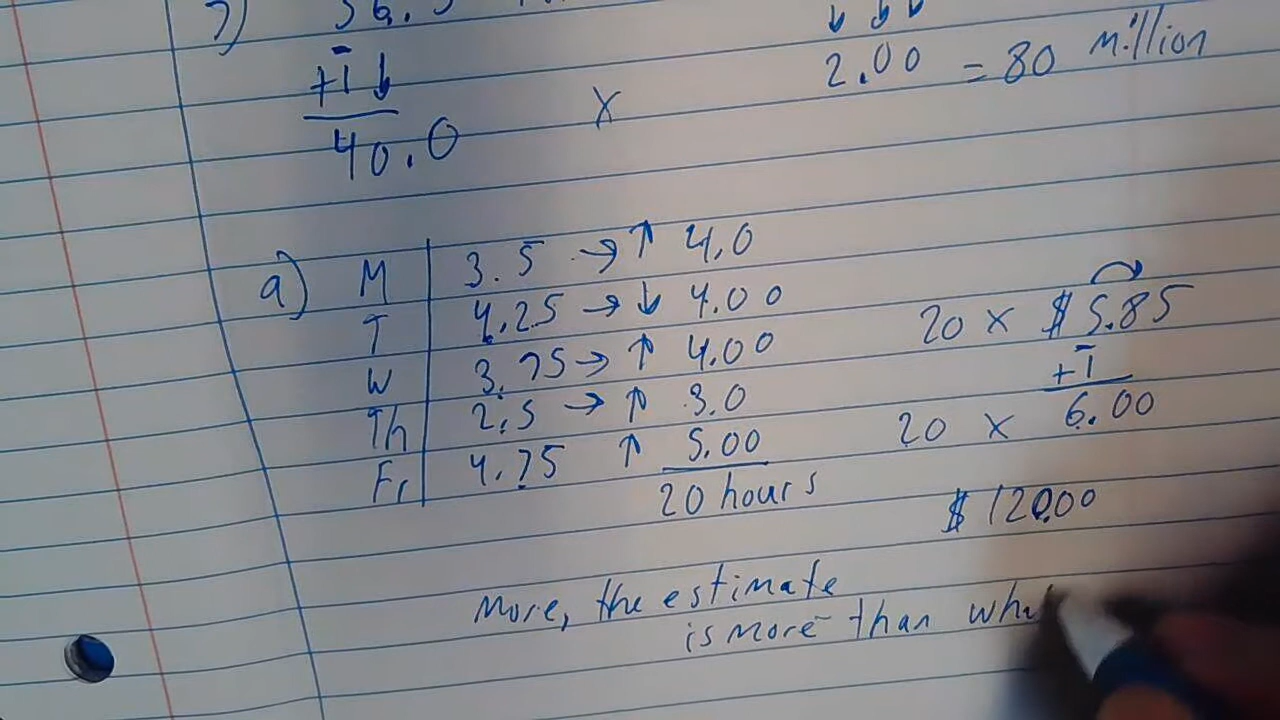 7)
+1 ↓
2.00 = 80 million
40.0 x
a) M 3.5 → ↑ 4.0
T 4.25 → ↓ 4.00
W 3.75 → ↑ 4.00
Th 2.5 → ↑ 3.0
Fr 4.75 ↑ 5.00
20 hours
20 x $5.85
+1
20 x 6.00
$120.00
More, the estimate
is more than